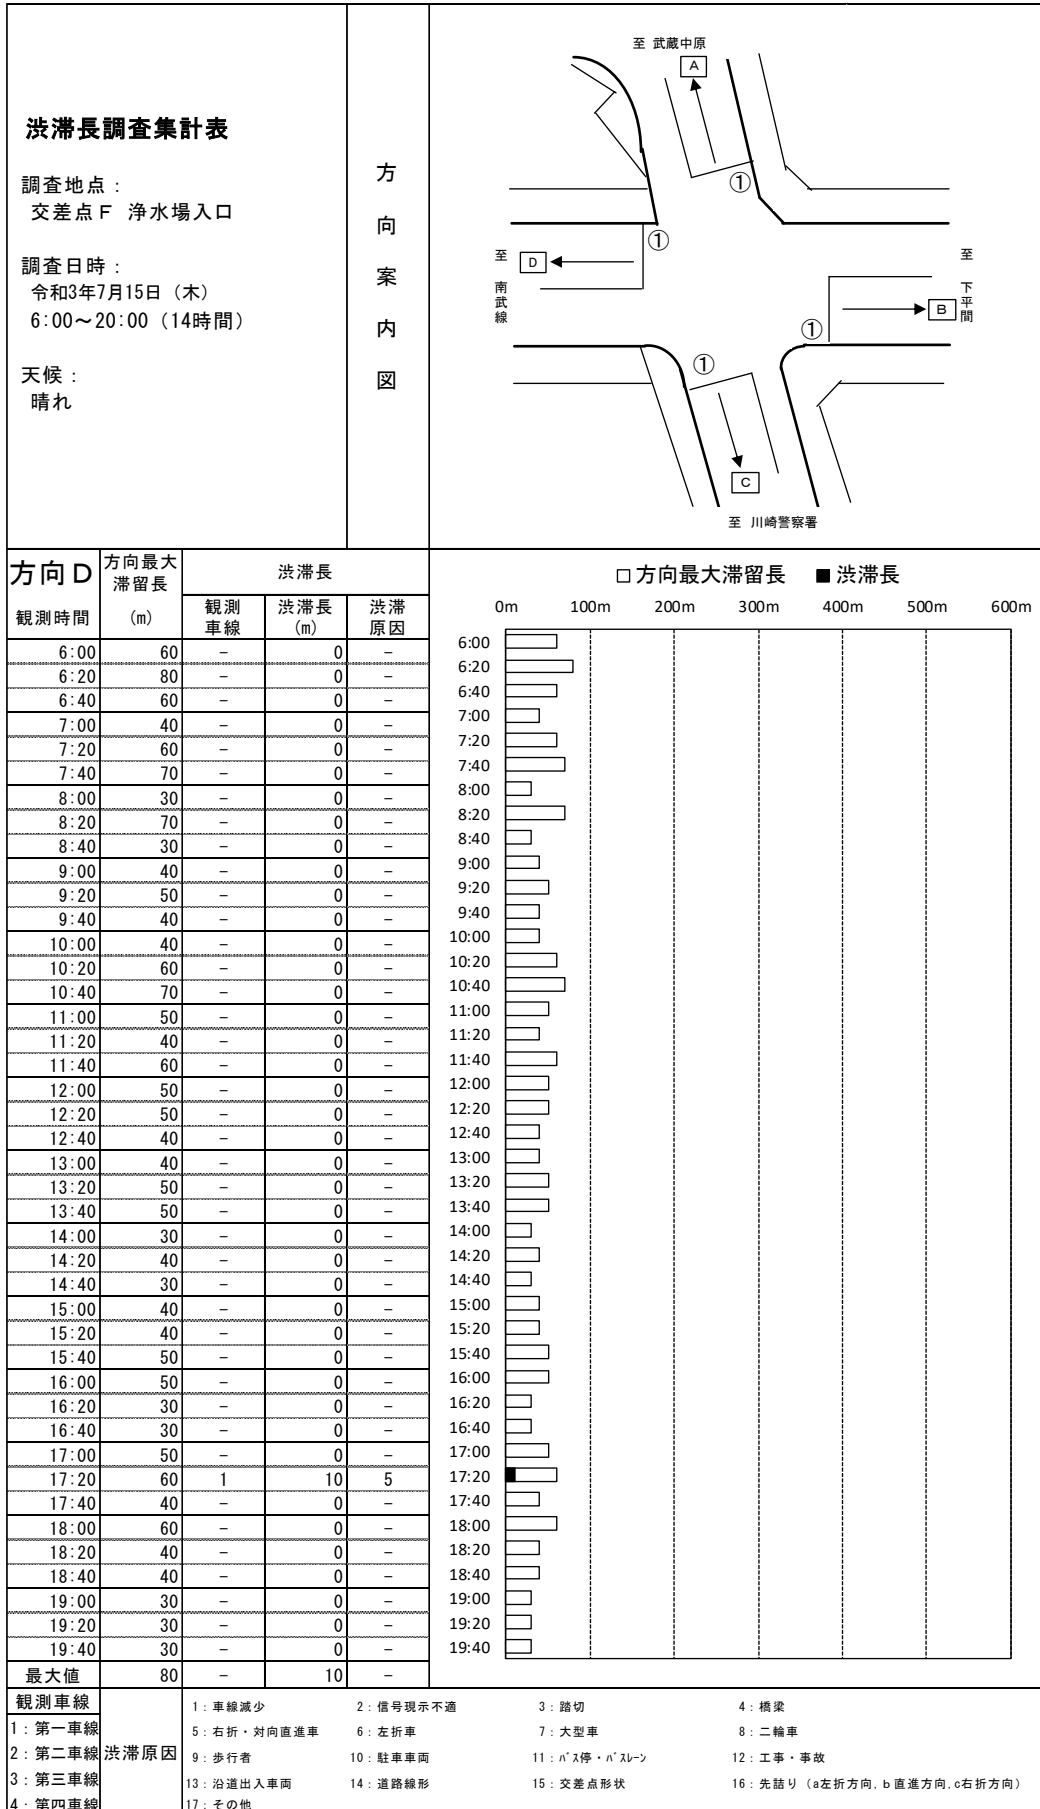 渋滞長調査集計表
調査地点：
交差点Ｆ 浄水場入口
調査日時：
令和3年7月15日（木）
6:00～20:00（14時間）
天候：
晴れ
方向案内図
至 武蔵中原
A
①
①
至 南武線
D
至 下平間
B
①
①
C
至 川崎警察署
方向Ｄ 方向最大滞留長 渋滞長
観測時間 (m) 観測車線 渋滞長(m) 渋滞原因
6:00 60 － 0 －
6:20 80 － 0 －
6:40 60 － 0 －
7:00 40 － 0 －
7:20 60 － 0 －
7:40 70 － 0 －
8:00 30 － 0 －
8:20 70 － 0 －
8:40 30 － 0 －
9:00 40 － 0 －
9:20 50 － 0 －
9:40 40 － 0 －
10:00 40 － 0 －
10:20 60 － 0 －
10:40 70 － 0 －
11:00 50 － 0 －
11:20 40 － 0 －
11:40 60 － 0 －
12:00 50 － 0 －
12:20 50 － 0 －
12:40 40 － 0 －
13:00 40 － 0 －
13:20 50 － 0 －
13:40 50 － 0 －
14:00 30 － 0 －
14:20 40 － 0 －
14:40 30 － 0 －
15:00 40 － 0 －
15:20 40 － 0 －
15:40 50 － 0 －
16:00 50 － 0 －
16:20 30 － 0 －
16:40 30 － 0 －
17:00 50 － 0 －
17:20 60 1 10 5
17:40 40 － 0 －
18:00 60 － 0 －
18:20 40 － 0 －
18:40 40 － 0 －
19:00 30 － 0 －
19:20 30 － 0 －
19:40 30 － 0 －
最大値 80 － 10 －
□方向最大滞留長 ■渋滞長
0m 100m 200m 300m 400m 500m 600m
6:00
6:20
6:40
7:00
7:20
7:40
8:00
8:20
8:40
9:00
9:20
9:40
10:00
10:20
10:40
11:00
11:20
11:40
12:00
12:20
12:40
13:00
13:20
13:40
14:00
14:20
14:40
15:00
15:20
15:40
16:00
16:20
16:40
17:00
17:20
17:40
18:00
18:20
18:40
19:00
19:20
19:40
観測車線
1：第一車線
2：第二車線
3：第三車線
4：第四車線
渋滞原因
1：車線減少 2：信号現示不適 3：踏切 4：橋梁
5：右折・対向直進車 6：左折車 7：大型車 8：二輪車
9：歩行者 10：駐車車両 11：ﾊﾞｽ停・ﾊﾞｽﾚｰﾝ 12：工事・事故
13：沿道出入車両 14：道路線形 15：交差点形状 16：先詰り（a左折方向，b直進方向，c右折方向）
17：その他